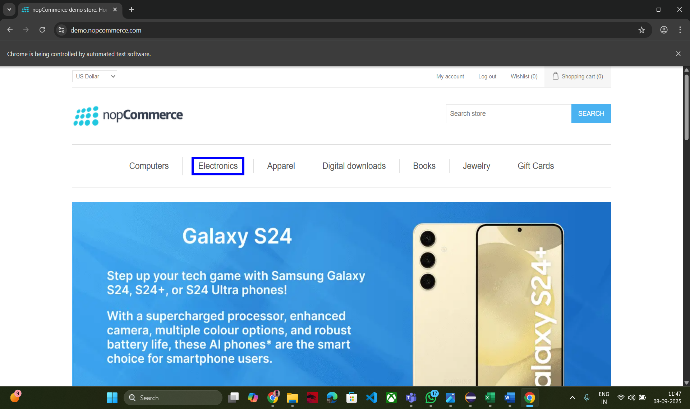 nopCommerce demo store. Ho
demo.nopcommerce.com
Chrome is being controlled by automated test software.
US Dollar
My account
Log out
Wishlist (0)
Shopping cart (0)
nopCommerce
Search store
SEARCH
Computers
Electronics
Apparel
Digital downloads
Books
Jewelry
Gift Cards
Galaxy S24
Step up your tech game with Samsung Galaxy
S24, S24+, or S24 Ultra phones!
With a supercharged processor, enhanced
camera, multiple colour options, and robust
battery life, these AI phones* are the smart
choice for smartphone users.
alaxy S24+
Search
ENG
IN
11:47